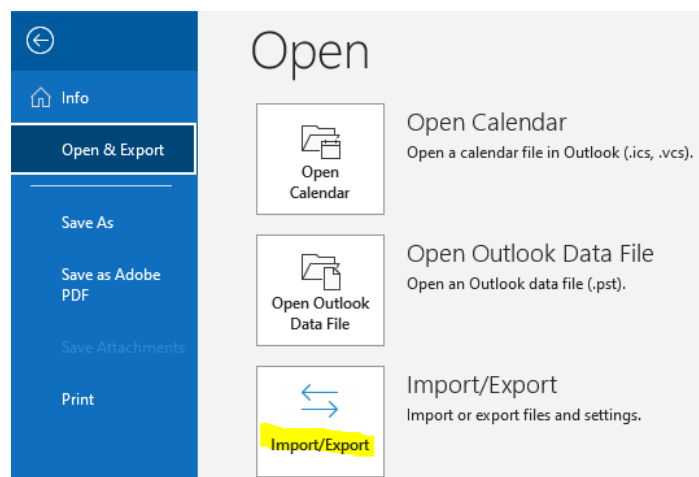 Open
Info
Open & Export
Save As
Save as Adobe
PDF
Save Attachments
Print
Open
Calendar
Open Calendar
Open a calendar file in Outlook (.ics, .vcs).
Open Outlook
Data File
Open Outlook Data File
Open an Outlook data file (.pst).
Import/Export
Import/Export
Import or export files and settings.